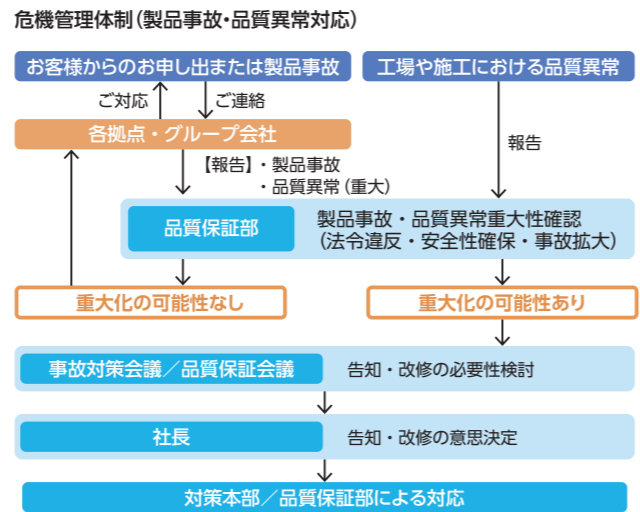 危機管理体制(製品事故・品質異常対応)
お客様からのお申し出または製品事故
工場や施工における品質異常
ご対応
ご連絡
各拠点・グループ会社
報告
【報告】・製品事故
・品質異常(重大)
品質保証部
製品事故・品質異常重大性確認
(法令違反・安全性確保・事故拡大)
重大化の可能性なし
重大化の可能性あり
事故対策会議/品質保証会議
告知・改修の必要性検討
社長
告知・改修の意思決定
対策本部/品質保証部による対応